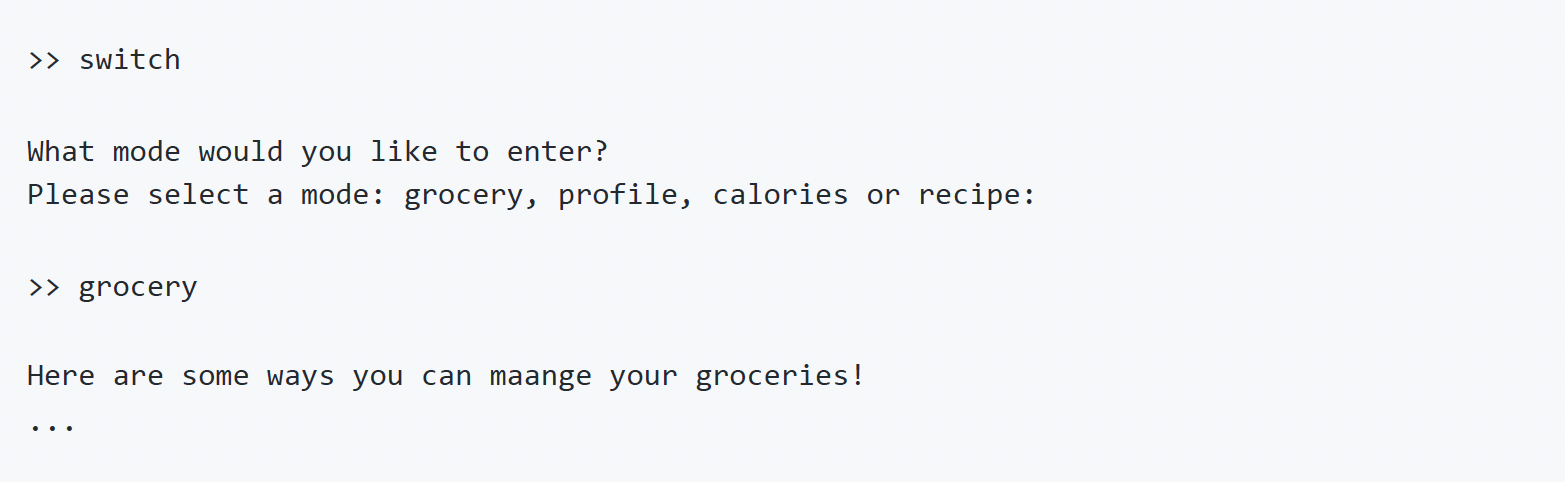 >> switch
What mode would you like to enter?
Please select a mode: grocery, profile, calories or recipe:
>> grocery
Here are some ways you can maange your groceries!
...